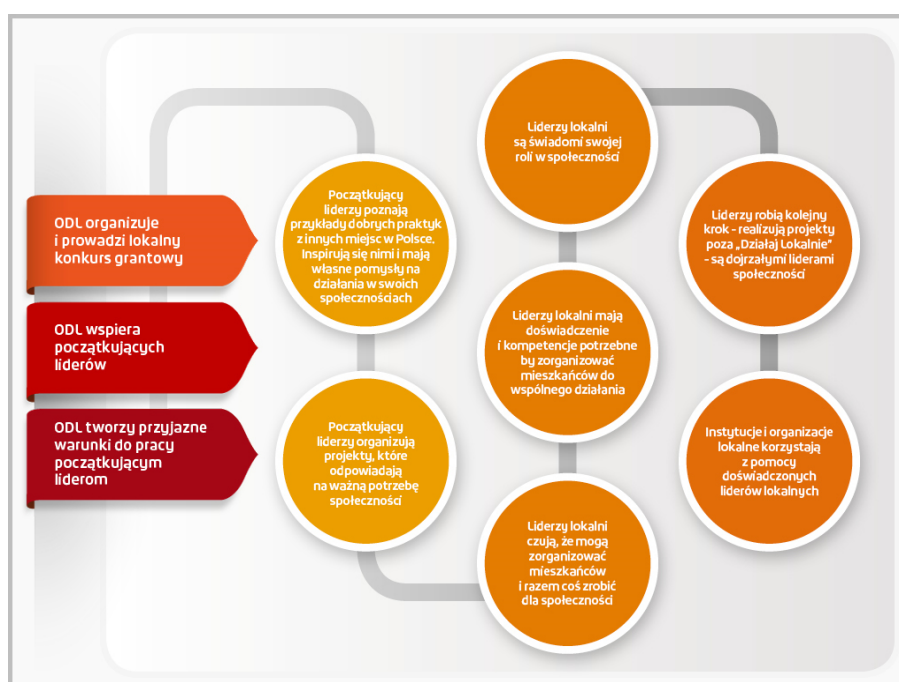 ODL organizuje
i prowadzi lokalny
konkurs grantowy
ODL wspiera
początkujących
liderów
ODL tworzy przyjazne
warunki do pracy
początkującym
liderom
Początkujący
liderzy poznają
przykłady dobrych praktyk
z innych miejsc w Polsce.
Inspirują się nimi i mają
własne pomysły na
działania w swoich
społecznościach
Początkujący
liderzy organizują
projekty, które
odpowiadają
na ważną potrzebę
społeczności
Liderzy lokalni
czują, że mogą
zorganizować
mieszkańców
i razem coś zrobić
dla społeczności
Liderzy lokalni mają
doświadczenie
i kompetencje potrzebne
by zorganizować
mieszkańców do
wspólnego działania
Liderzy lokalni
są świadomi swojej
roli w społeczności
Liderzy robią kolejny
krok - realizują projekty
poza „Działaj Lokalnie”
- są dojrzałymi liderami
społeczności
Instytucje i organizacje
lokalne korzystają
z pomocy
doświadczonych
liderów lokalnych